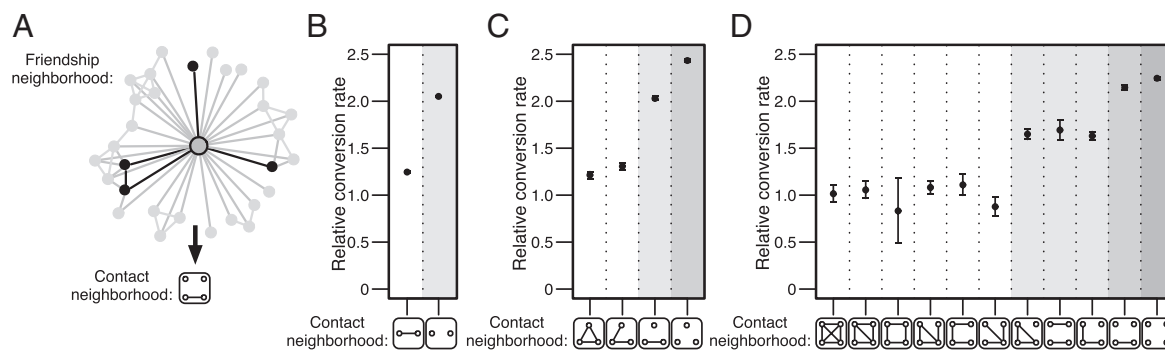 A
Friendship
neighborhood:
Contact
neighborhood:
B
Relative conversion rate
2.5
2.0
1.5
1.0
0.5
0
Contact
neighborhood:
C
Relative conversion rate
2.5
2.0
1.5
1.0
0.5
0
Contact
neighborhood:
D
Relative conversion rate
2.5
2.0
1.5
1.0
0.5
0
Contact
neighborhood: